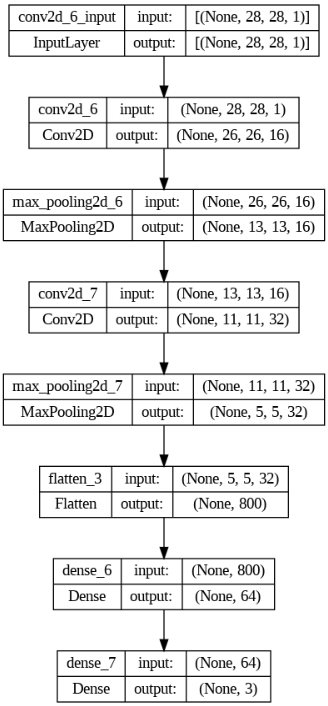 conv2d_6_input input: [(None, 28, 28, 1)]
InputLayer output: [(None, 28, 28, 1)]
conv2d_6 input: (None, 28, 28, 1)
Conv2D output: (None, 26, 26, 16)
max_pooling2d_6 input: (None, 26, 26, 16)
MaxPooling2D output: (None, 13, 13, 16)
conv2d_7 input: (None, 13, 13, 16)
Conv2D output: (None, 11, 11, 32)
max_pooling2d_7 input: (None, 11, 11, 32)
MaxPooling2D output: (None, 5, 5, 32)
flatten_3 input: (None, 5, 5, 32)
Flatten output: (None, 800)
dense_6 input: (None, 800)
Dense output: (None, 64)
dense_7 input: (None, 64)
Dense output: (None, 3)